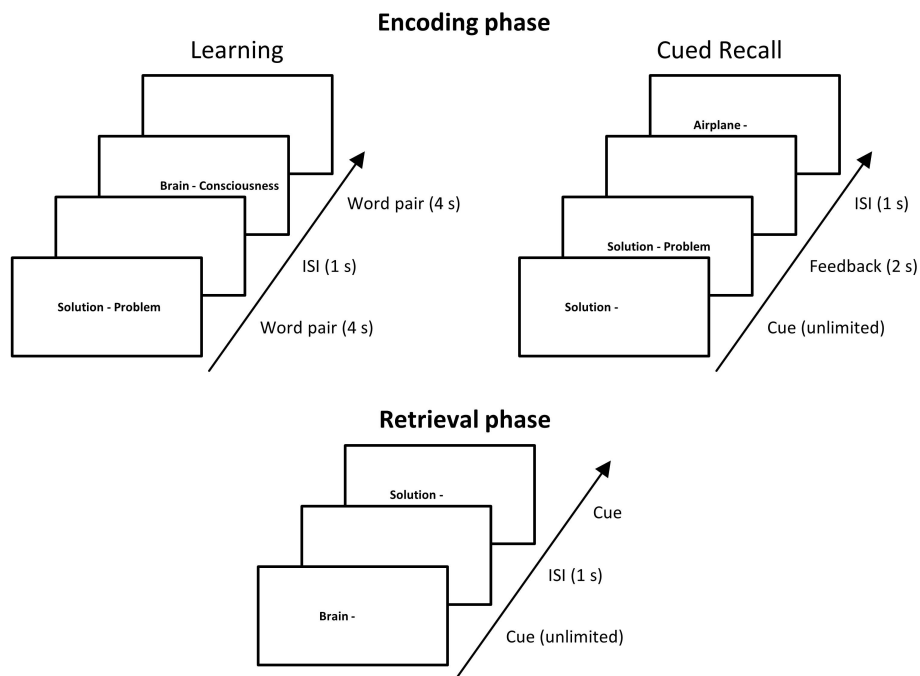 Encoding phase
Learning
Brain - Consciousness
Solution - Problem
Word pair (4 s)
ISI (1 s)
Word pair (4 s)
Cued Recall
Airplane -
Solution - Problem
Solution -
ISI (1 s)
Feedback (2 s)
Cue (unlimited)
Retrieval phase
Solution -
Brain -
Cue
ISI (1 s)
Cue (unlimited)